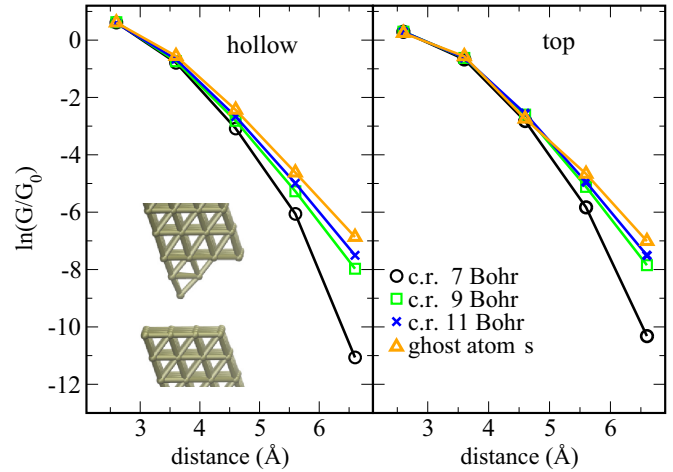 hollow
top
ln(G/G0)
0
-2
-4
-6
-8
-10
-12
c.r. 7 Bohr
c.r. 9 Bohr
c.r. 11 Bohr
ghost atom s
3 4 5 6
3 4 5 6
distance (Å)
distance (Å)